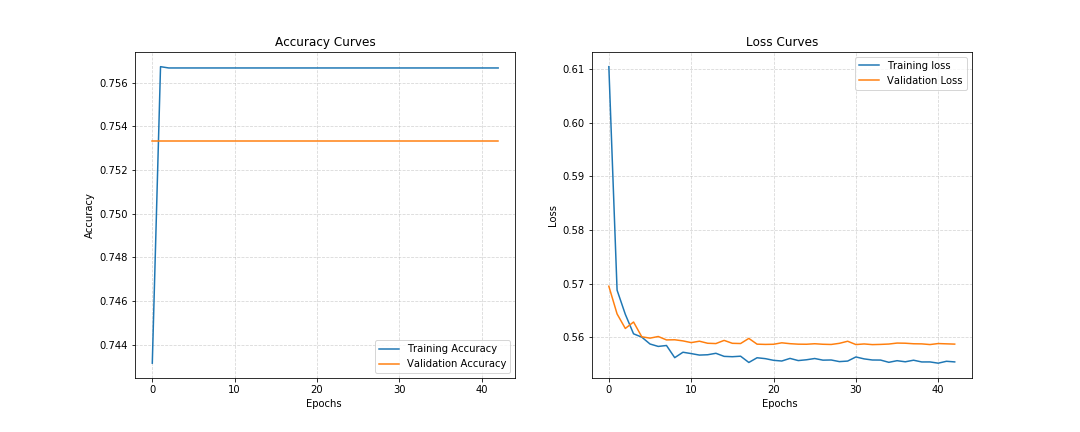 Accuracy Curves
0.756
0.754
0.752
0.750
0.748
0.746
0.744
Accuracy
0
10
20
30
40
Epochs
Training Accuracy
Validation Accuracy
Loss Curves
0.61
0.60
0.59
0.58
0.57
0.56
Loss
0
10
20
30
40
Epochs
Training loss
Validation Loss